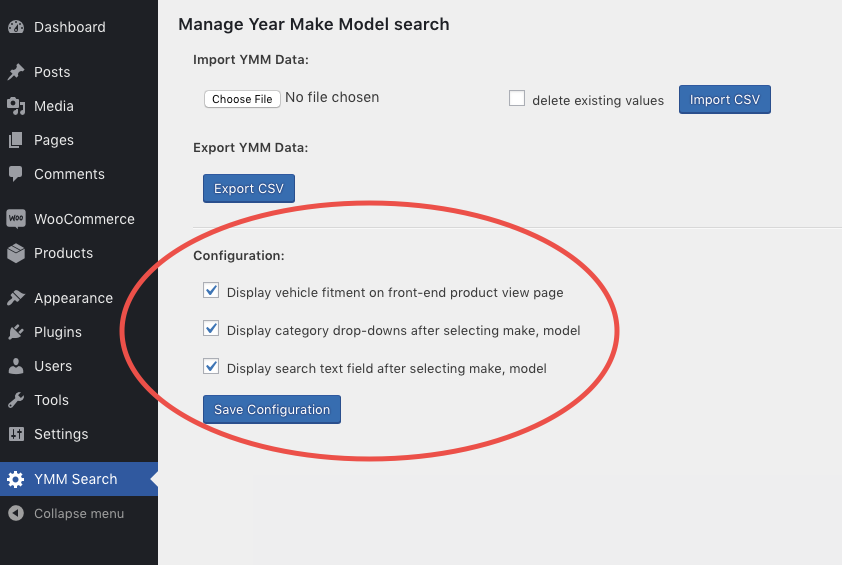 Dashboard
Posts
Media
Pages
Comments
Woo
WooCommerce
Products
Appearance
Plugins
Users
Tools
Settings
YMM Search
Collapse menu
Manage Year Make Model search
Import YMM Data:
Choose File No file chosen
delete existing values
Import CSV
Export YMM Data:
Export CSV
Configuration:
Display vehicle fitment on front-end product view page
Display category drop-downs after selecting make, model
Display search text field after selecting make, model
Save Configuration